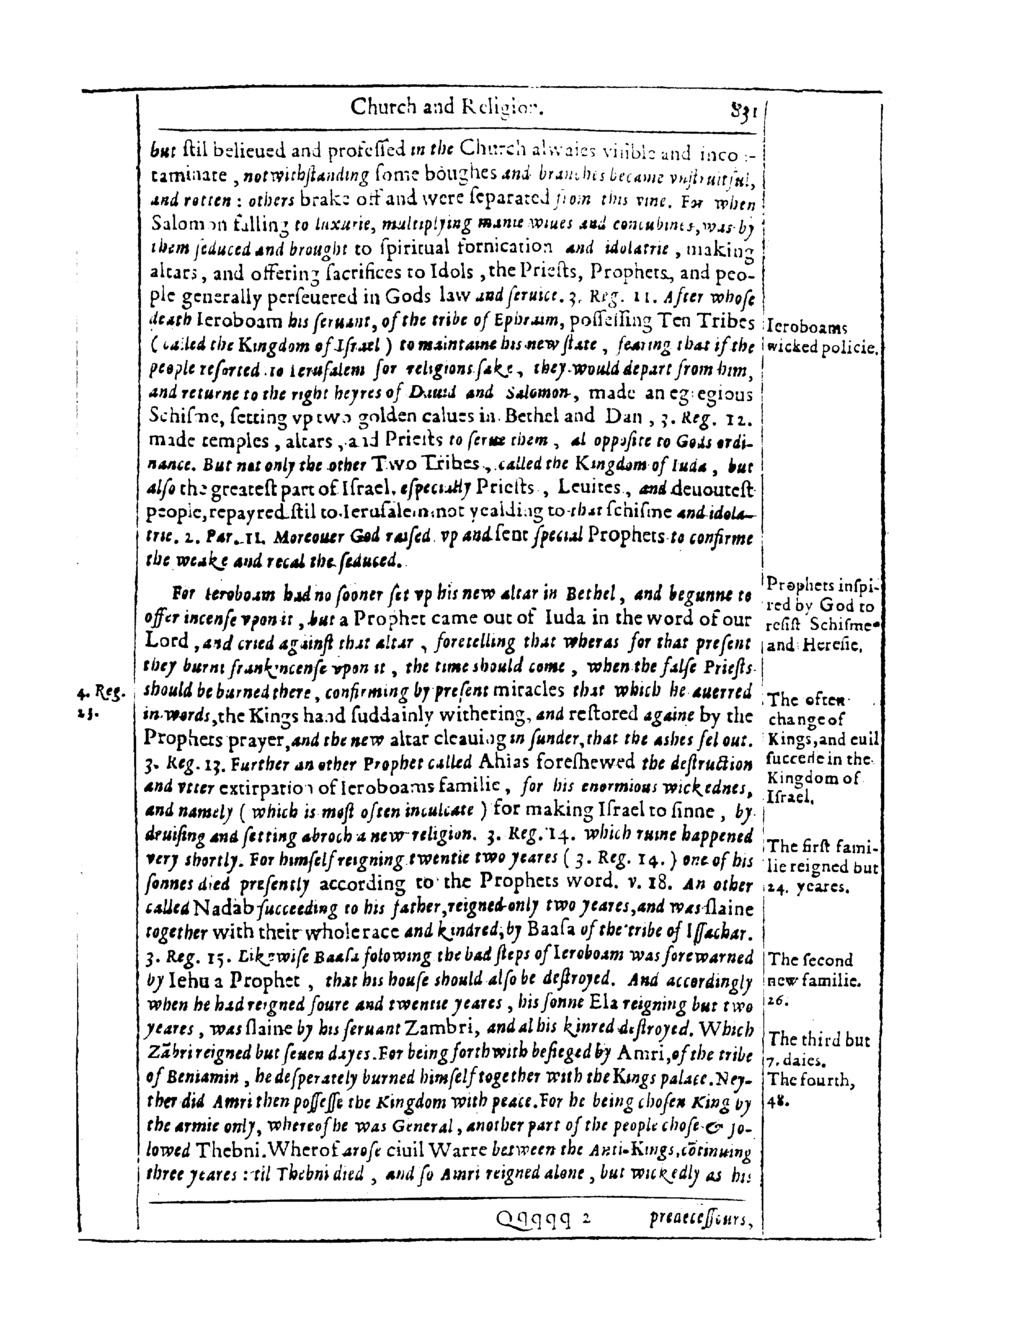 Church and Religion. 831
but ſtil belieued and profeſſed in the Church alwaies viſible and inco :-
taminate , notwithſtanding ſome boughes and branches became vnfruitful,
and rotten : others brake off and were ſeparated from this vine. For when
Salomon falling to luxurie, multiplying manie wiues and concubines, was by
them ſeduced and brought to ſpiritual fornication and idolatrie , making
altars , and offering ſacrifices to Idols , the Prieſts, Prophets, and peo-
ple generally perſeuered in Gods law and ſeruice. 3. Reg. 11. After whoſe
death Ieroboam his ſeruant, of the tribe of Ephraim, poſſeſſing Ten Tribes
( called the Kingdom of Iſrael ) to maintaine his new ſtate , fearing that if the
people reſorted to Ieruſalem for religions ſake , they would depart from him,
and returne to the right heyres of Dauid and Salomon , made an egregious
Schiſme, ſetting vp two golden calues in Bethel and Dan , 3. Reg. 12.
made temples , altars , and Prieſts to ſerue them , al oppoſite to Gods ordi-
nance. But not only the other Two Tribes , called the Kingdom of Iuda , but
alſo the greateſt part of Iſrael, eſpecially Prieſts , Leuites , and deuouteſt
people, repayred ſtil to Ieruſalem, not yealding to that ſchiſme and idola-
trie. 2. Par. 11. Moreouer God raiſed vp and ſent ſpecial Prophets to confirme
the weake and recal the ſeduced.
For Ieroboam had no ſooner ſet vp his new altar in Bethel , and begunne to
offer incenſe vpon it , but a Prophet came out of Iuda in the word of our
Lord , and cried againſt that altar , foretelling that wheras for that preſent
they burnt frankincenſe vpon it , the time should come , when the falſe Prieſts
should be burned there , confirming by preſent miracles that which he auerred
in words, the Kings hand ſuddainly withering, and reſtored againe by the
Prophets prayer, and the new altar cleauing in ſunder, that the ashes fel out.
3. Reg. 13. Further an other Prophet called Ahias foreſhewed the deſtruction
and vtter extirpation of Ieroboams familie , for his enormious wickednes,
and namely ( which is moſt often inculcate ) for making Iſrael to ſinne , by
deuiſing and ſetting abroch a new religion. 3. Reg. 14. which ruine happened
very shortly. For himſelf reigning twentie two yeares ( 3. Reg. 14. ) one of his
ſonnes died preſently according to the Prophets word. v. 18. An other
called Nadab ſucceeding to his father, reigned only two yeares, and was ſlaine
together with their whole race and kindred, by Baaſa of the tribe of Iſſachar.
3. Reg. 15. Likewiſe Baaſa folowing the bad ſteps of Ieroboam was forewarned
by Iehu a Prophet , that his houſe should alſo be deſtroyed. And accordingly
when he had reigned foure and twentie yeares , his ſonne Ela reigning but two
yeares , was ſlaine by his ſeruant Zambri, and al his kinred deſtroyed. Which
Zãbri reigned but ſeuen dayes. For being forthwith beſieged by Amri, of the tribe
of Beniamin , he deſperately burned himſelf together with the Kings palace. Ney-
ther did Amri then poſſeſſe the Kingdom with peace. For he being choſen King by
the armie only, whereof he was General , another part of the people choſe & fo-
lowed Thebni. Wherof aroſe ciuil Warre between the Anti-Kings, cõtinuing
three yeares : til Thebni died , and ſo Amri reigned alone , but wickedly as his
Qqqqq 2 predeceſſours,
4. Reg.
23.
Ieroboams
wicked policie.
Prophets inſpi-
red by God to
reſiſt Schiſme
and Hereſie.
The often
change of
Kings, and euil
ſuccede in the
Kingdom of
Iſrael.
The firſt fami-
lie reigned but
24. yeares.
The ſecond
new familie.
26.
The third but
7. daies.
The fourth,
48.